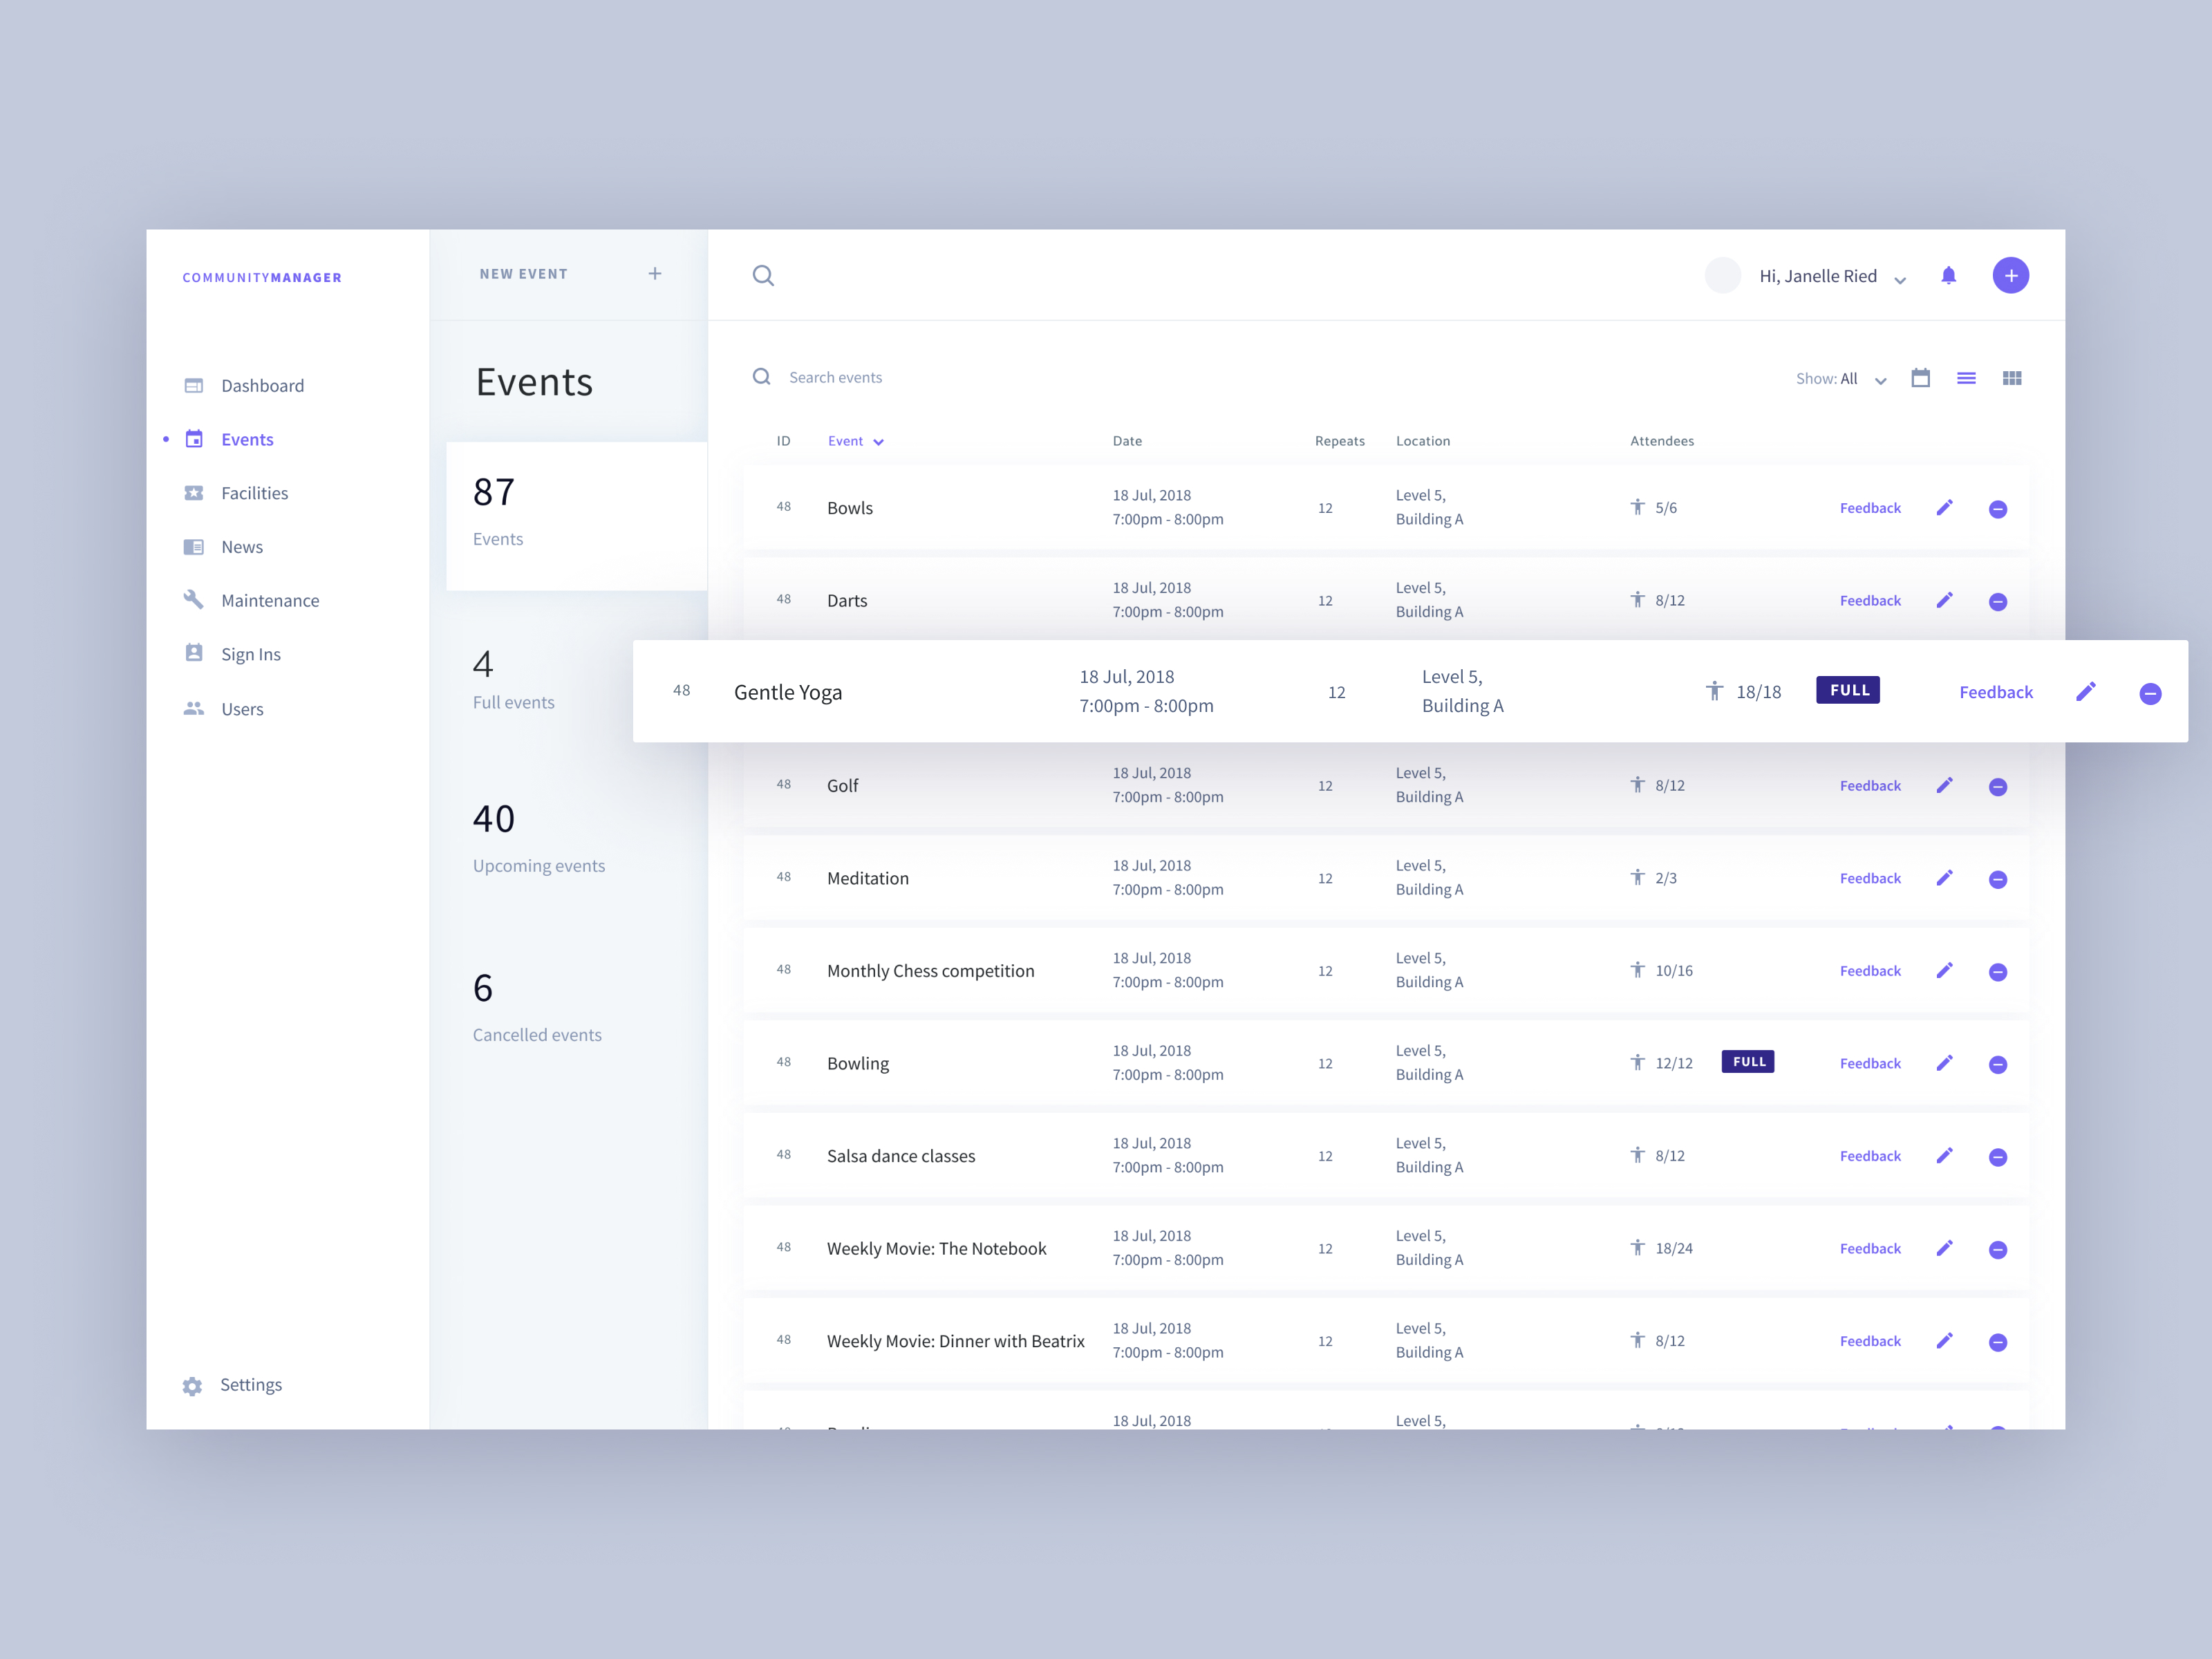 COMMUNITYMANAGER
Dashboard
Events
Facilities
News
Maintenance
Sign Ins
Users
Settings
NEW EVENT +
Events
87
Events
4
Full events
40
Upcoming events
6
Cancelled events
Hi, Janelle Ried
Search events
Show: All
ID Event Date Repeats Location Attendees
48 Bowls 18 Jul, 2018 12 Level 5, 5/6 Feedback
7:00pm - 8:00pm Building A
48 Darts 18 Jul, 2018 12 Level 5, 8/12 Feedback
7:00pm - 8:00pm Building A
48 Gentle Yoga 18 Jul, 2018 12 Level 5, 18/18 FULL Feedback
7:00pm - 8:00pm Building A
48 Golf 18 Jul, 2018 12 Level 5, 8/12 Feedback
7:00pm - 8:00pm Building A
48 Meditation 18 Jul, 2018 12 Level 5, 2/3 Feedback
7:00pm - 8:00pm Building A
48 Monthly Chess competition 18 Jul, 2018 12 Level 5, 10/16 Feedback
7:00pm - 8:00pm Building A
48 Bowling 18 Jul, 2018 12 Level 5, 12/12 FULL Feedback
7:00pm - 8:00pm Building A
48 Salsa dance classes 18 Jul, 2018 12 Level 5, 8/12 Feedback
7:00pm - 8:00pm Building A
48 Weekly Movie: The Notebook 18 Jul, 2018 12 Level 5, 18/24 Feedback
7:00pm - 8:00pm Building A
48 Weekly Movie: Dinner with Beatrix 18 Jul, 2018 12 Level 5, 8/12 Feedback
7:00pm - 8:00pm Building A
18 Jul, 2018 Level 5,